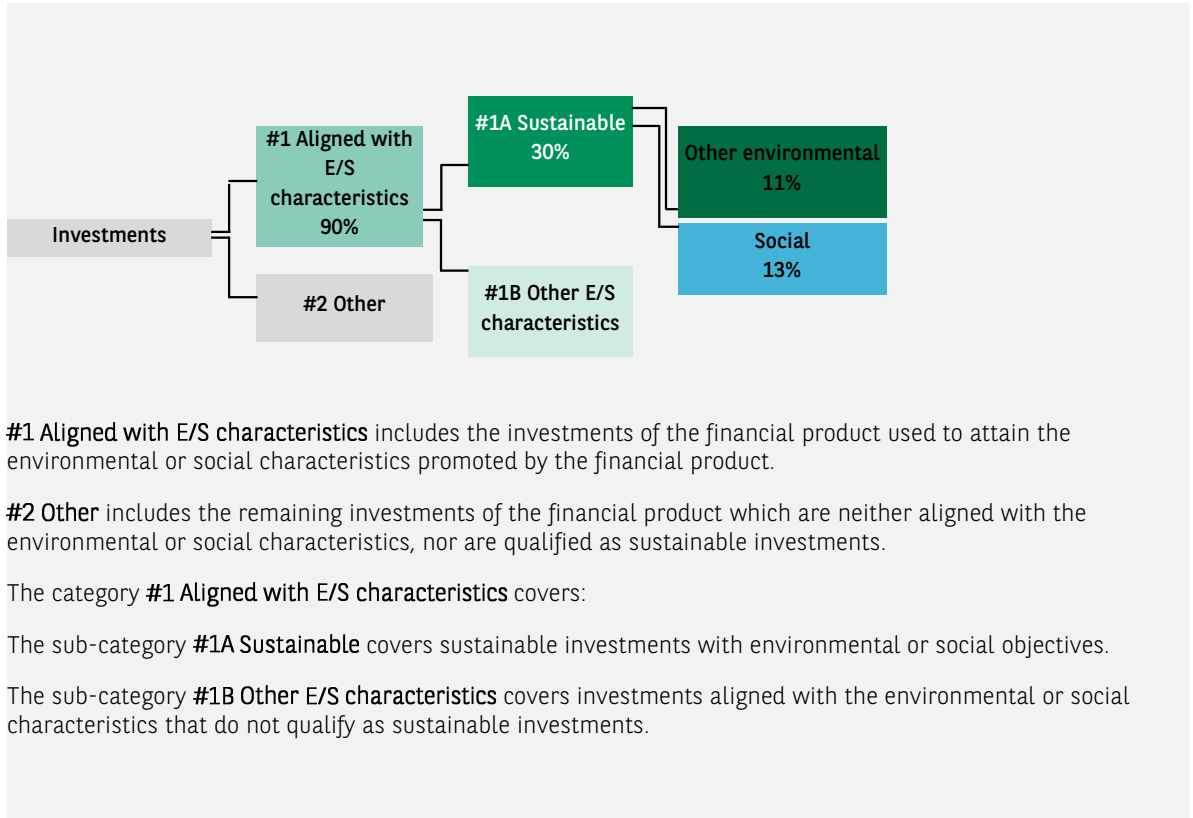 Investments
#1 Aligned with
E/S
characteristics
90%
#2 Other
#1A Sustainable
30%
#1B Other E/S
characteristics
Other environmental
11%
Social
13%
#1 Aligned with E/S characteristics includes the investments of the financial product used to attain the
environmental or social characteristics promoted by the financial product.
#2 Other includes the remaining investments of the financial product which are neither aligned with the
environmental or social characteristics, nor are qualified as sustainable investments.
The category #1 Aligned with E/S characteristics covers:
The sub-category #1A Sustainable covers sustainable investments with environmental or social objectives.
The sub-category #1B Other E/S characteristics covers investments aligned with the environmental or social
characteristics that do not qualify as sustainable investments.